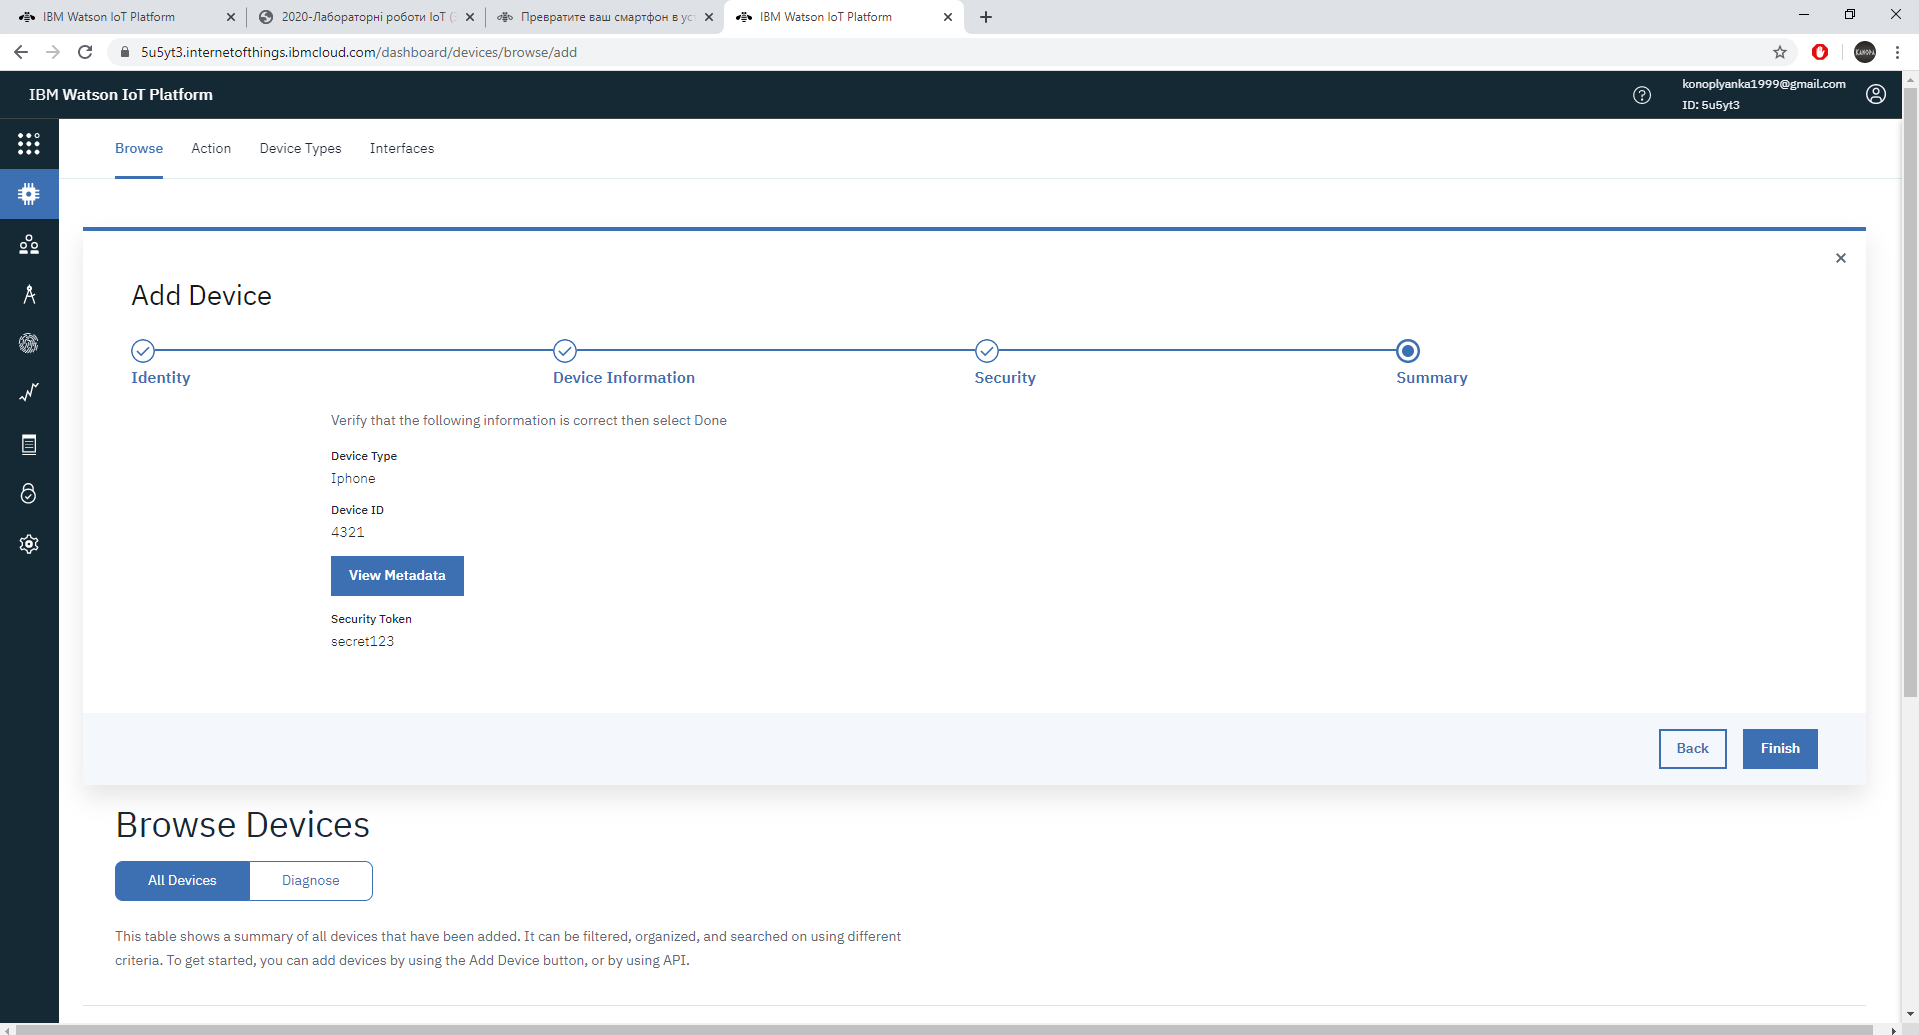 IBM Watson IoT Platform
2020-Лабораторні роботи IoT (
Превратите ваш смартфон в ус
IBM Watson IoT Platform
5u5yt3.internetofthings.ibmcloud.com/dashboard/devices/browse/add
KANOPA
IBM Watson IoT Platform
konoplyanka1999@gmail.com
ID: 5u5yt3
Browse
Action
Device Types
Interfaces
Add Device
Identity
Device Information
Security
Summary
Verify that the following information is correct then select Done
Device Type
Iphone
Device ID
4321
View Metadata
Security Token
secret123
Back
Finish
Browse Devices
All Devices
Diagnose
This table shows a summary of all devices that have been added. It can be filtered, organized, and searched on using different
criteria. To get started, you can add devices by using the Add Device button, or by using API.